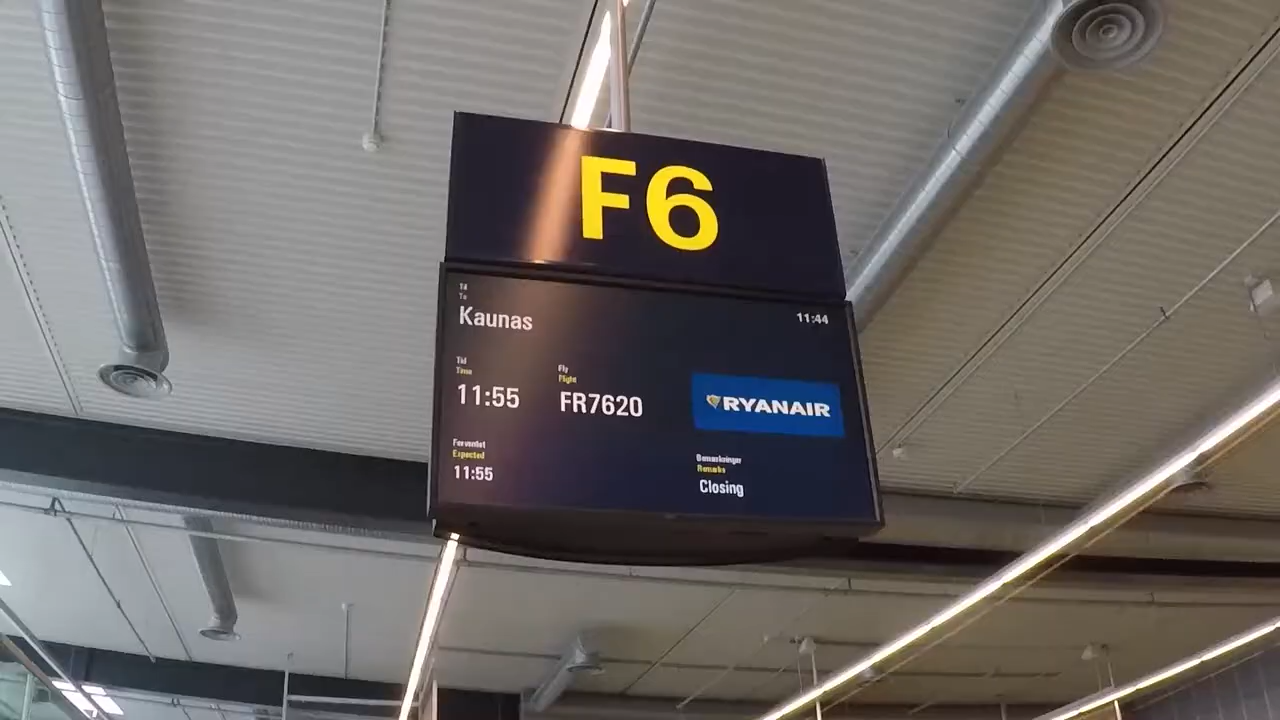 F6
Til
To
Kaunas
11:44
Tid
Time
11:55
Fly
Flight
FR7620
RYANAIR
Forventet
Expected
11:55
Bemærkninger
Remarks
Closing